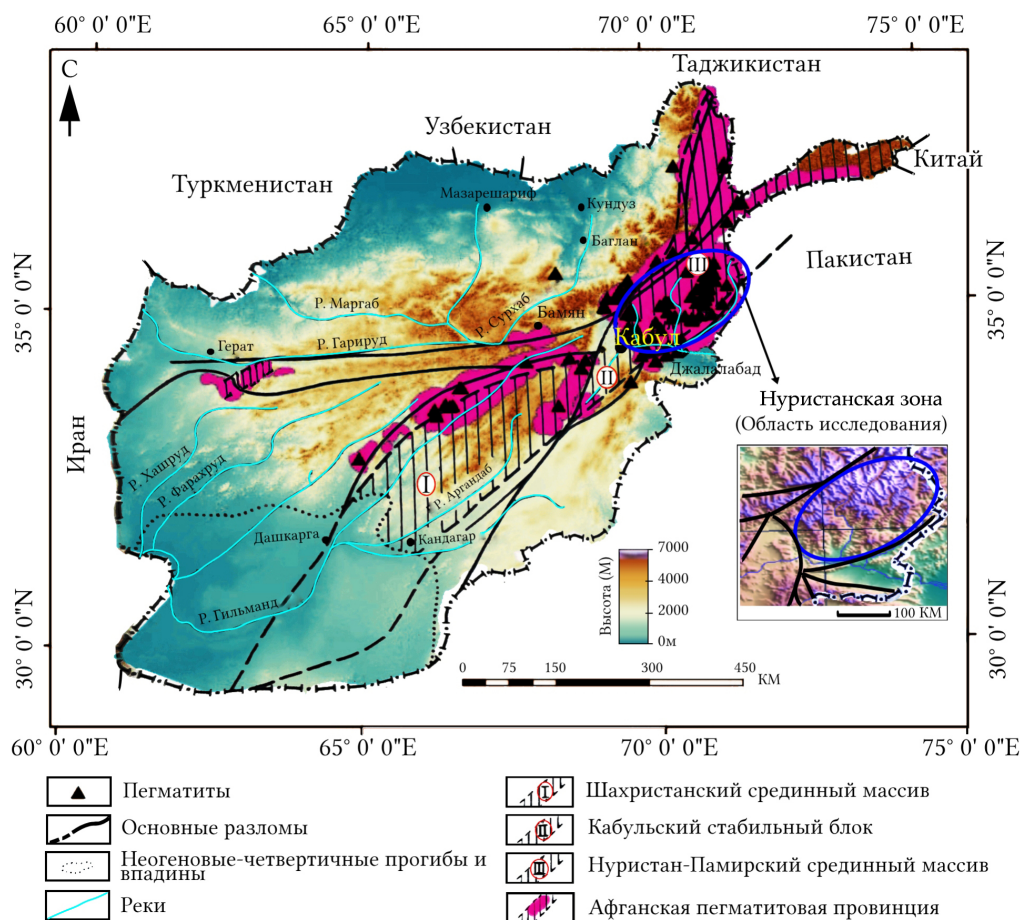 60° 0' 0"E
65° 0' 0"E
70° 0' 0"E
75° 0' 0"E
С
Таджикистан
Узбекистан
Китай
Туркменистан
Мазарешариф
Кундуз
Баглан
Пакистан
III
35° 0' 0"N
35° 0' 0"N
Р. Маргаб
Р. Сурхаб
Бамян
Кабул
Герат
Р. Гарируд
Джалалабад
II
Нуристанская зона
(Область исследования)
Иран
Р. Хашруд
Р. Фарахруд
I
Р. Аргандаб
Дашкарга
Кандагар
Высота (М)
7000
4000
2000
0м
Р. Гильманд
100 КМ
30° 0' 0"N
30° 0' 0"N
0 75 150 300 450
КМ
60° 0' 0"E
65° 0' 0"E
70° 0' 0"E
75° 0' 0"E
Пегматиты
Основные разломы
Неогеновые-четвертичные прогибы и
впадины
Реки
I
Шахристанский срединный массив
II
Кабульский стабильный блок
III
Нуристан-Памирский срединный массив
Афганская пегматитовая провинция